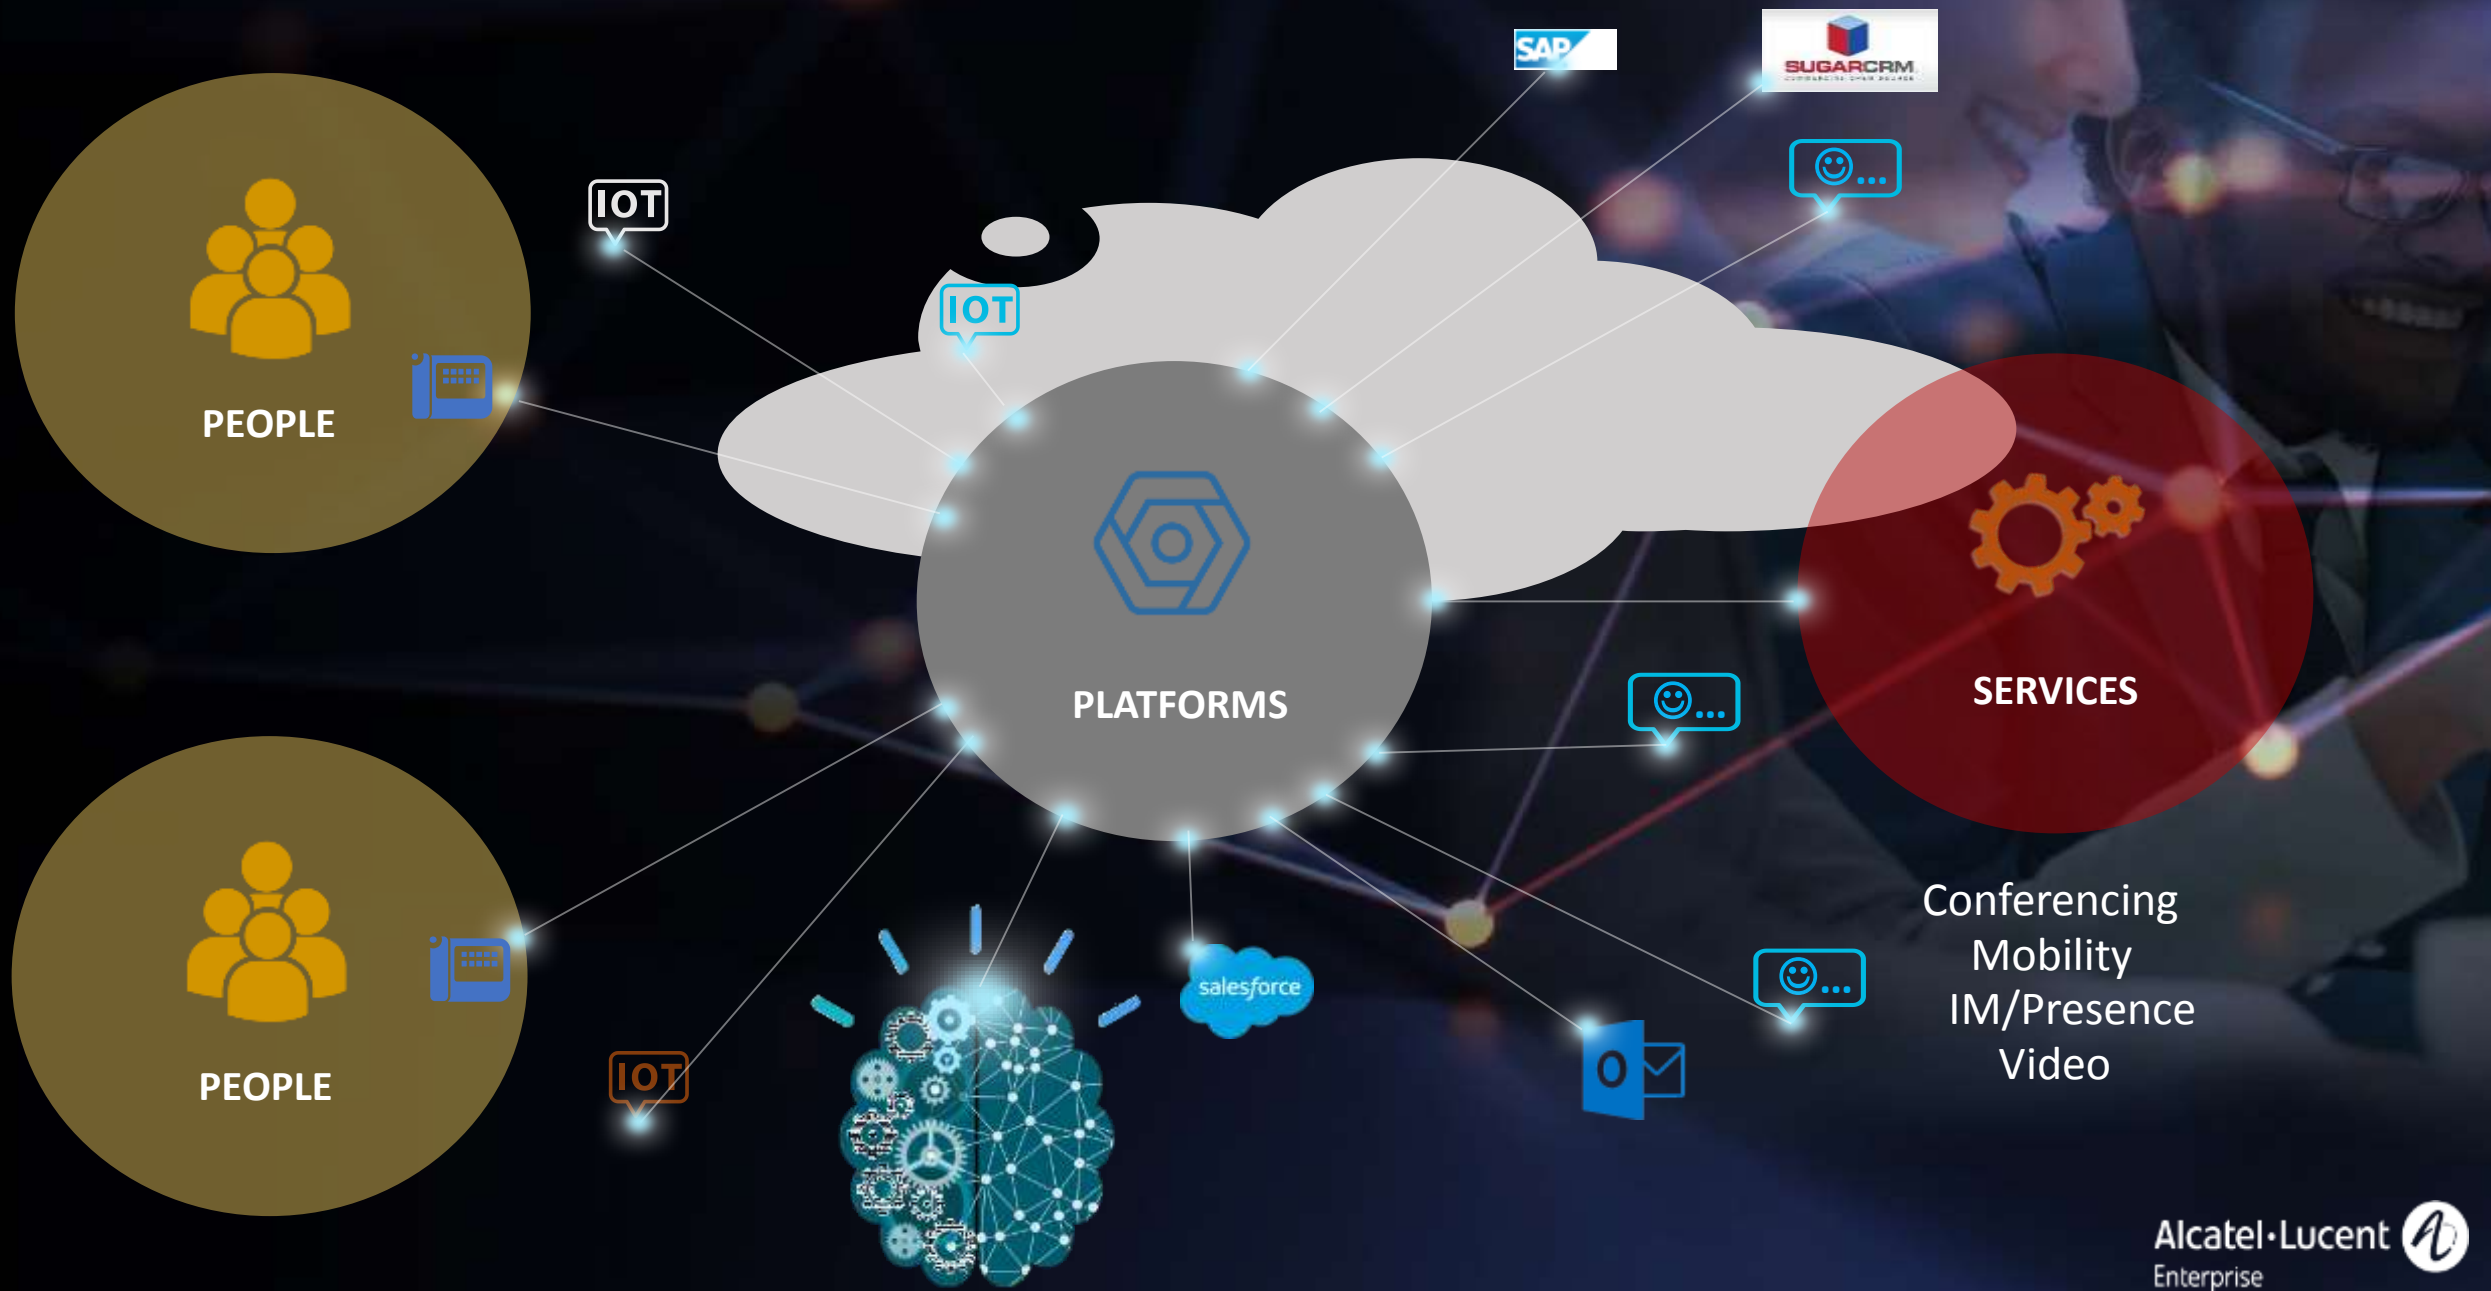 SAP
SUGARCRM
IOT
IOT
PEOPLE
PLATFORMS
SERVICES
salesforce
O
IOT
PEOPLE
Conferencing
Mobility
IM/Presence
Video
Alcatel·Lucent
Enterprise